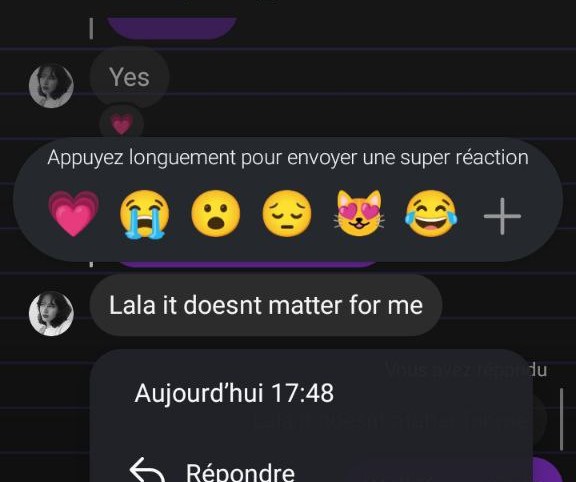 Yes
Appuyez longuement pour envoyer une super réaction
Lala it doesnt matter for me
Vous avez répondu
Aujourd'hui 17:48
Répondre